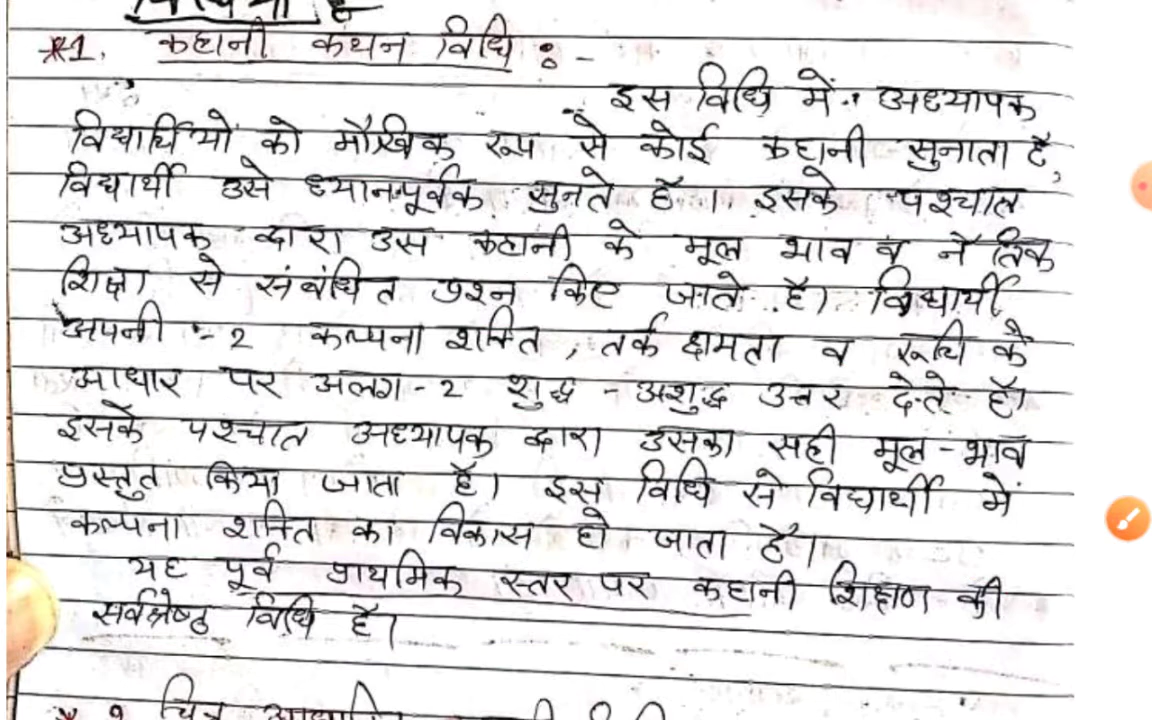 *1. कहानी कथन विधि :-
इस विधि में अध्यापक
विद्यार्थियों को मौखिक रूप से कोई कहानी सुनाता है,
विद्यार्थी उसे ध्यानपूर्वक सुनते हैं। इसके पश्चात
अध्यापक द्वारा उस कहानी के मूल भाव व नैतिक
शिक्षा से संबंधित प्रश्न किए जाते है। विद्यार्थी
अपनी - 2 कल्पना शक्ति, तर्क क्षमता व रूचि के
आधार पर अलग - 2 शुद्ध - अशुद्ध उत्तर देते हैं।
इसके पश्चात अध्यापक द्वारा उसका सही मूल - भाव
प्रस्तुत किया जाता है। इस विधि से विद्यार्थी में
कल्पना शक्ति का विकास हो जाता है।
यह पूर्व प्राथमिक स्तर पर कहानी शिक्षण की
सर्वश्रेष्ठ विधि है।